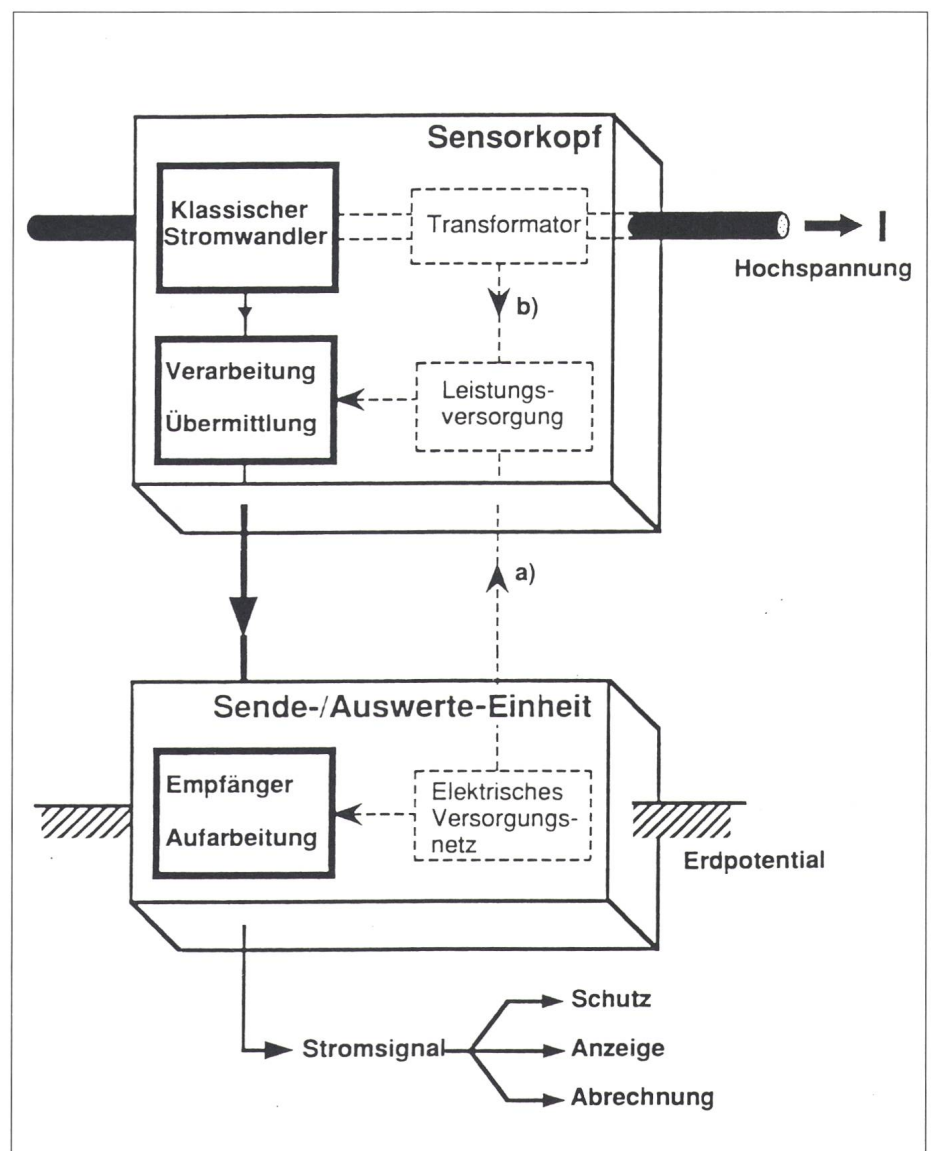 Sensorkopf
Klassischer
Stromwandler
Transformator
I
Hochspannung
b)
Verarbeitung
Übermittlung
Leistungs-
versorgung
a)
Sende-/Auswerte-Einheit
Empfänger
Aufarbeitung
Elektrisches
Versorgungs-
netz
Erdpotential
Stromsignal
Schutz
Anzeige
Abrechnung